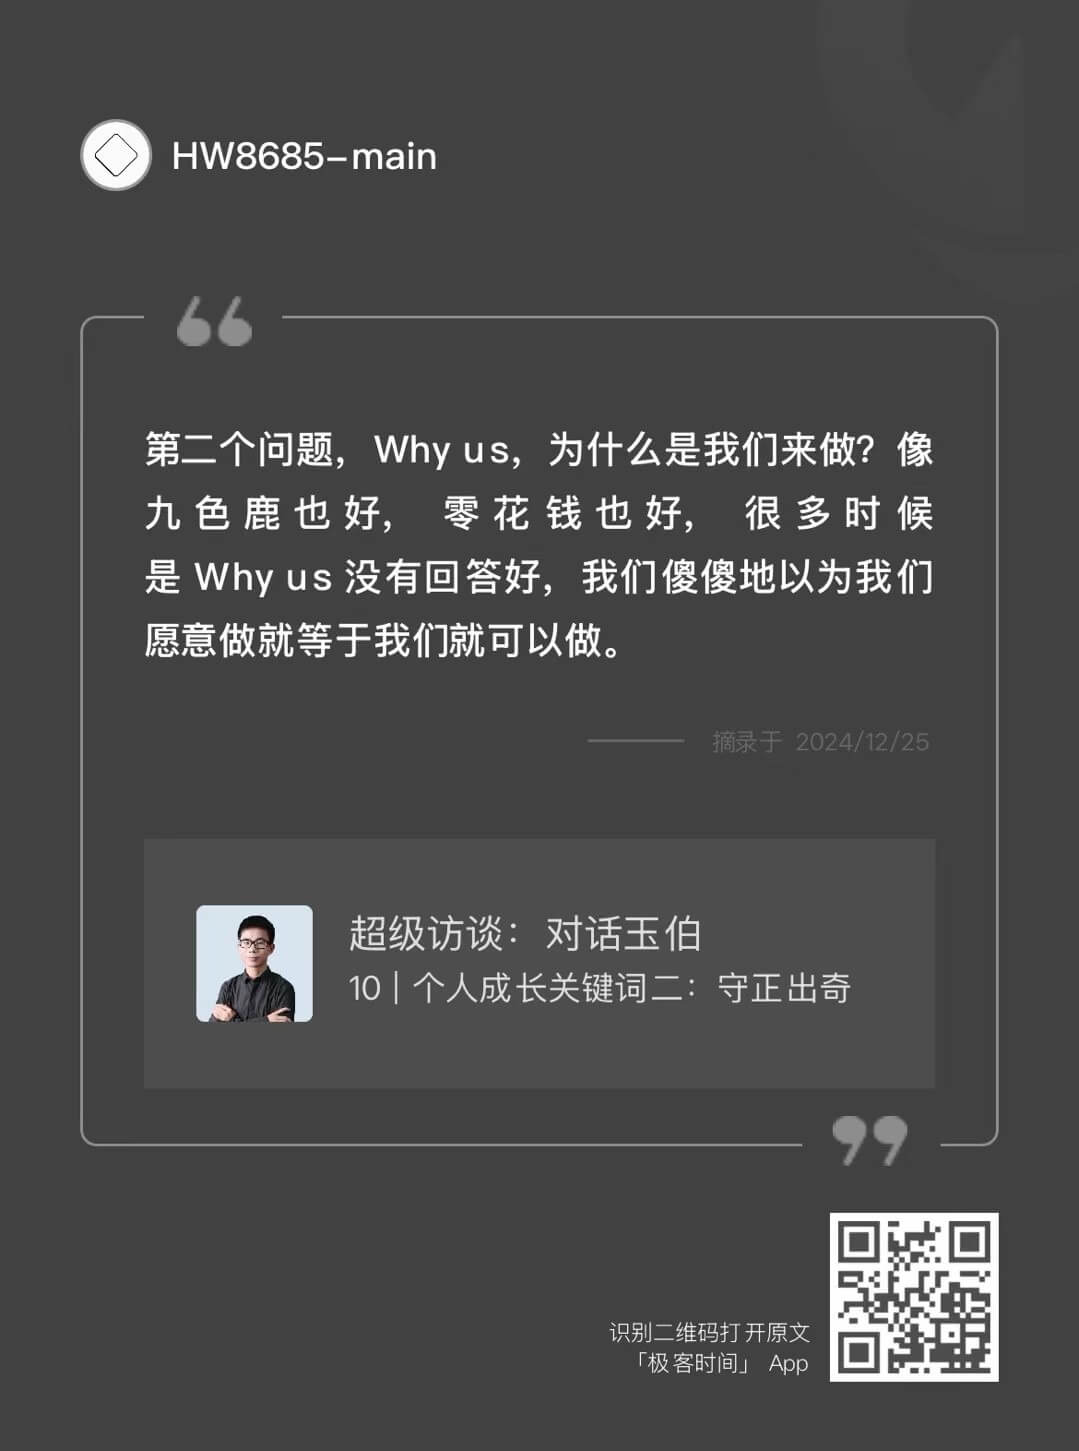 HW8685-main
第二个问题，Why us，为什么是我们来做？像
九色鹿也好，零花钱也好，很多时候
是 Why us 没有回答好，我们傻傻地以为我们
愿意做就等于我们就可以做。
摘录于 2024/12/25
超级访谈：对话玉伯
10 | 个人成长关键词二：守正出奇
识别二维码打开原文
「极客时间」 App